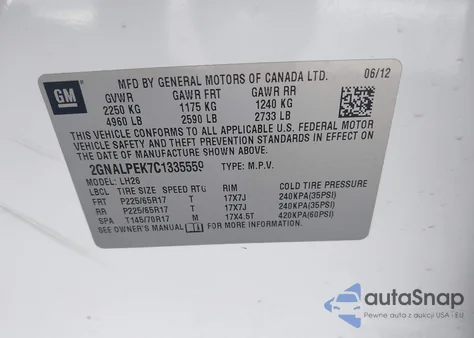 GM
MFD BY GENERAL MOTORS OF CANADA LTD. 06/12
GVWR GAWR FRT GAWR RR
2250 KG 1175 KG 1240 KG
4960 LB 2590 LB 2733 LB
THIS VEHICLE CONFORMS TO ALL APPLICABLE U.S. FEDERAL MOTOR
VEHICLE SAFETY AND THEFT PREVENTION STANDARDS IN EFFECT
ON THE DATE OF MANUFACTURE SHOWN ABOVE.
2GNALPEK7C1335559 TYPE: M.P.V.
MODEL: LH26
LBCL TIRE SIZE SPEED RTG RIM COLD TIRE PRESSURE
FRT P225/65R17 T 17X7J 240KPA(35PSI)
RR P225/65R17 T 17X7J 240KPA(35PSI)
SPA T145/70R17 M 17X4.5T 420KPA(60PSI)
SEE OWNER'S MANUAL FOR MORE INFORMATION.
autoSnap
Pewne auta z aukcji USA i EU